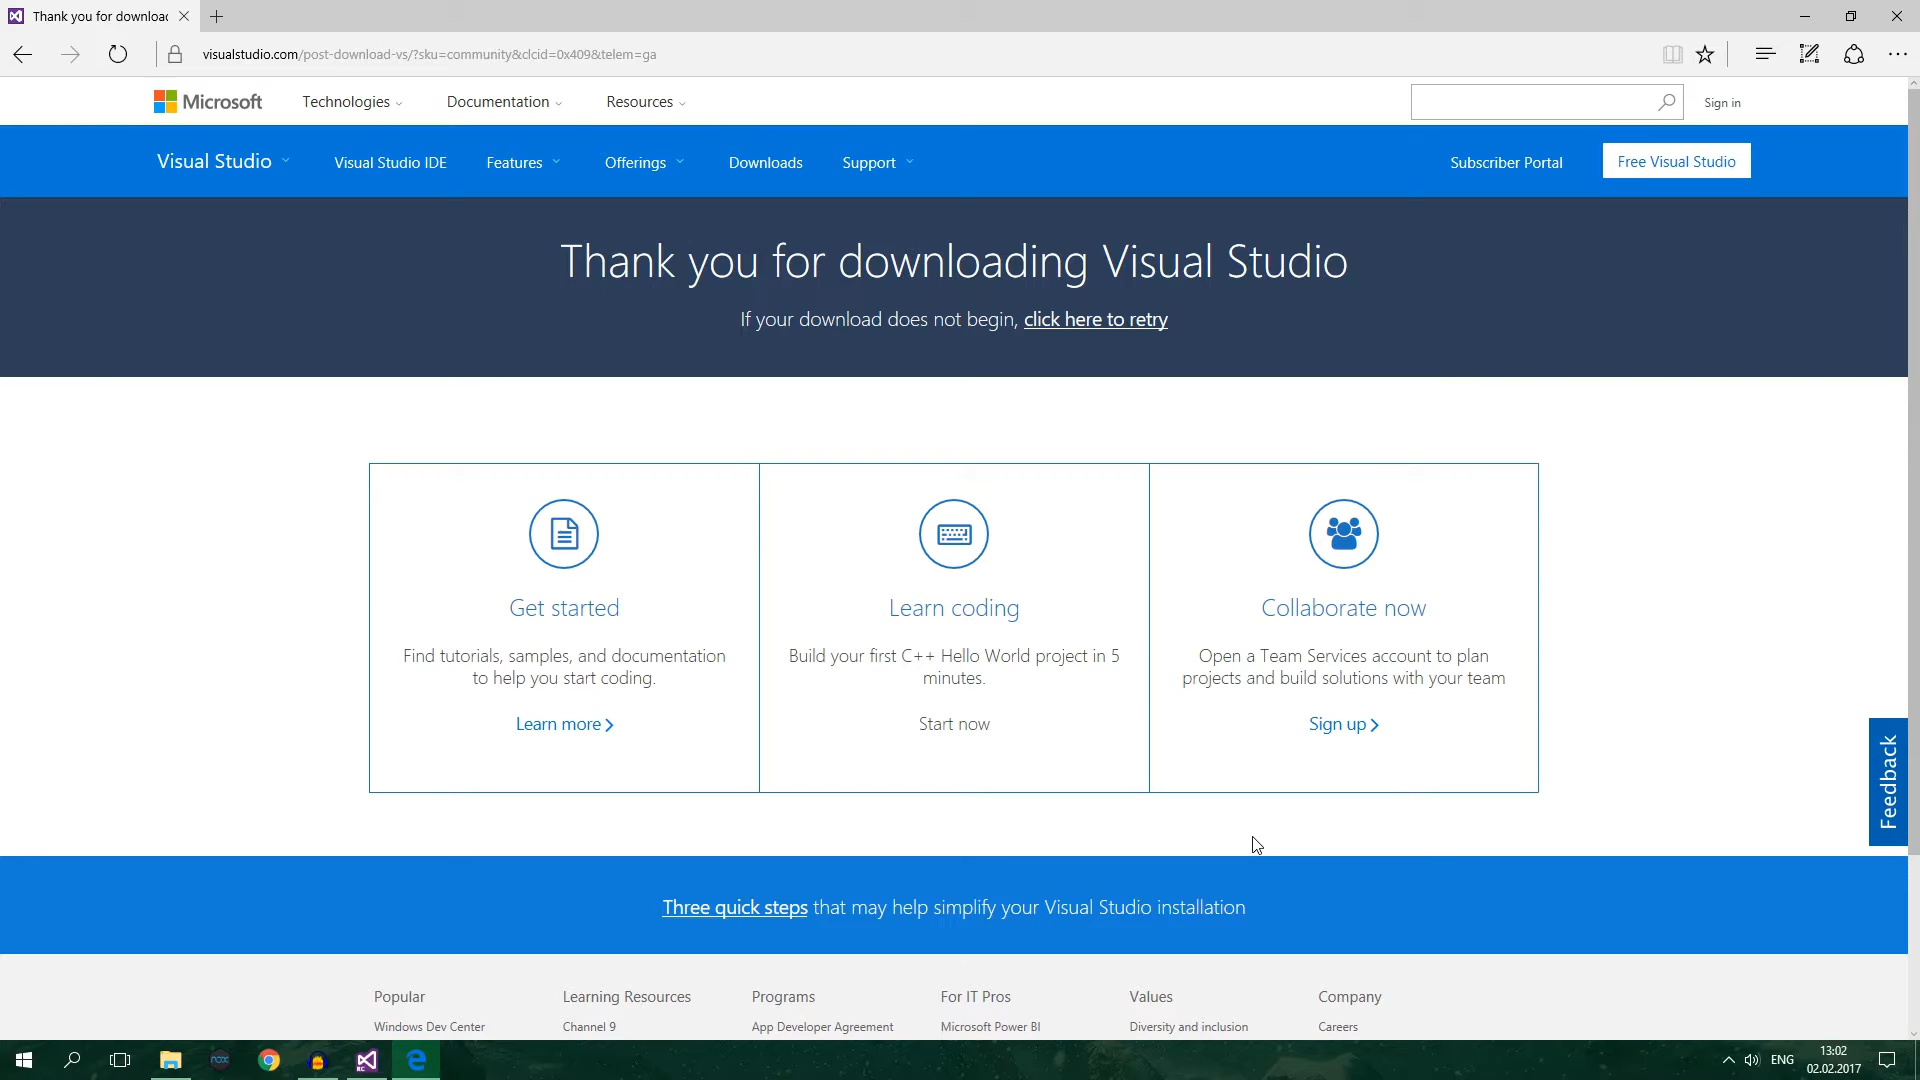 Thank you for downloac
visualstudio.com/post-download-vs/?sku=community&clcid=0x409&telem=ga
Microsoft
Technologies
Documentation
Resources
Sign in
Visual Studio
Visual Studio IDE
Features
Offerings
Downloads
Support
Subscriber Portal
Free Visual Studio
Thank you for downloading Visual Studio
If your download does not begin, click here to retry
Get started
Find tutorials, samples, and documentation
to help you start coding.
Learn more
Learn coding
Build your first C++ Hello World project in 5
minutes.
Start now
Collaborate now
Open a Team Services account to plan
projects and build solutions with your team
Sign up
Feedback
Three quick steps that may help simplify your Visual Studio installation
Popular
Windows Dev Center
Learning Resources
Channel 9
Programs
App Developer Agreement
For IT Pros
Microsoft Power BI
Values
Diversity and inclusion
Company
Careers
nox
RC
ENG
13:02
02.02.2017